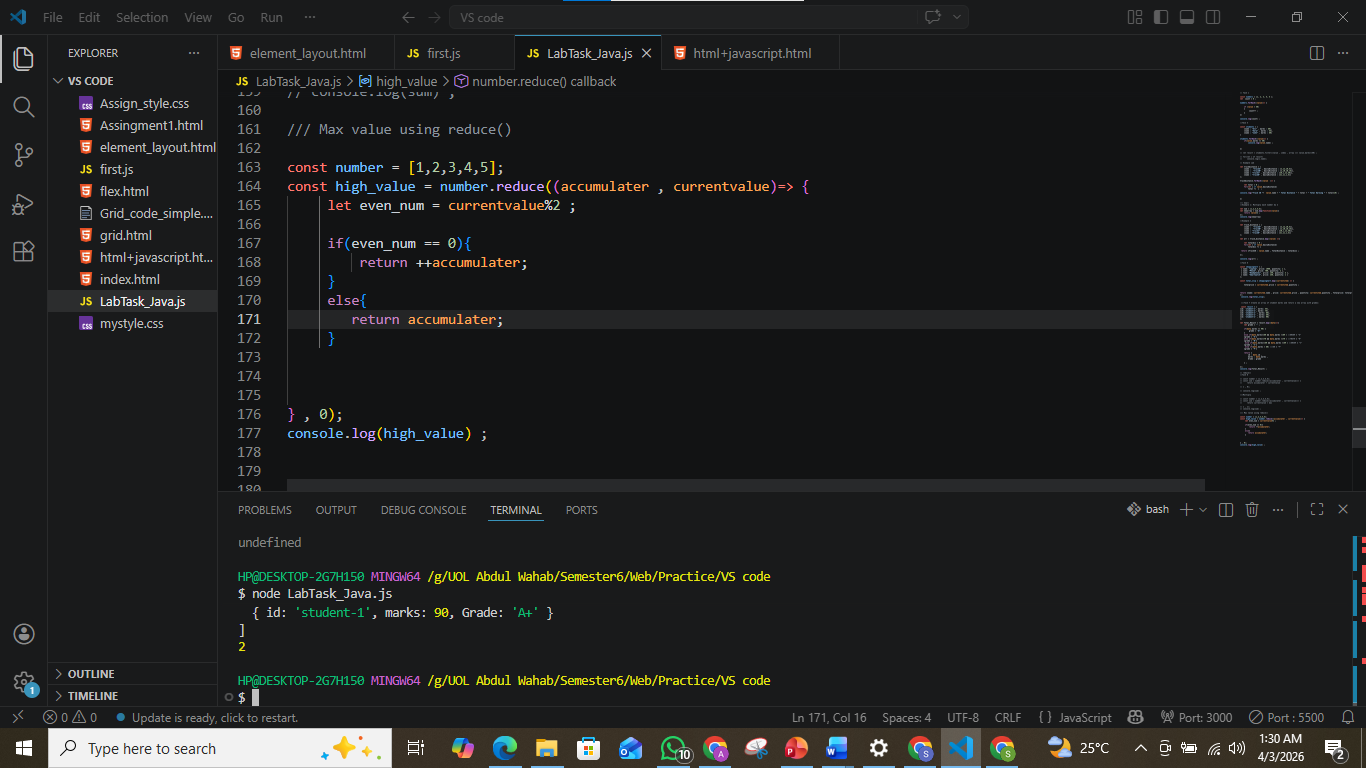 File Edit Selection View Go Run ··· VS code
EXPLORER ···
VS CODE
Assign_style.css
Assingment1.html
element_layout.html
first.js
flex.html
Grid_code_simple....
grid.html
html+javascript.ht...
index.html
LabTask_Java.js
mystyle.css
OUTLINE
TIMELINE
element_layout.html JS first.js JS LabTask_Java.js html+javascript.html
JS LabTask_Java.js > high_value > number.reduce() callback
159 // console.log(sum) ;
160
161 /// Max value using reduce()
162
163 const number = [1,2,3,4,5];
164 const high_value = number.reduce((accumulater , currentvalue)=> {
165 let even_num = currentvalue%2 ;
166
167 if(even_num == 0){
168 return ++accumulater;
169 }
170 else{
171 return accumulater;
172 }
173
174
175
176 } , 0);
177 console.log(high_value) ;
178
179
180
PROBLEMS OUTPUT DEBUG CONSOLE TERMINAL PORTS bash
undefined
HP@DESKTOP-2G7H150 MINGW64 /g/UOL Abdul Wahab/Semester6/Web/Practice/VS code
$ node LabTask_Java.js
{ id: 'student-1', marks: 90, Grade: 'A+' }
]
2
HP@DESKTOP-2G7H150 MINGW64 /g/UOL Abdul Wahab/Semester6/Web/Practice/VS code
$
0 0 Update is ready, click to restart. Ln 171, Col 16 Spaces: 4 UTF-8 CRLF { } JavaScript Port: 3000 Port : 5500
Type here to search 10 25°C 1:30 AM
4/3/2026 2